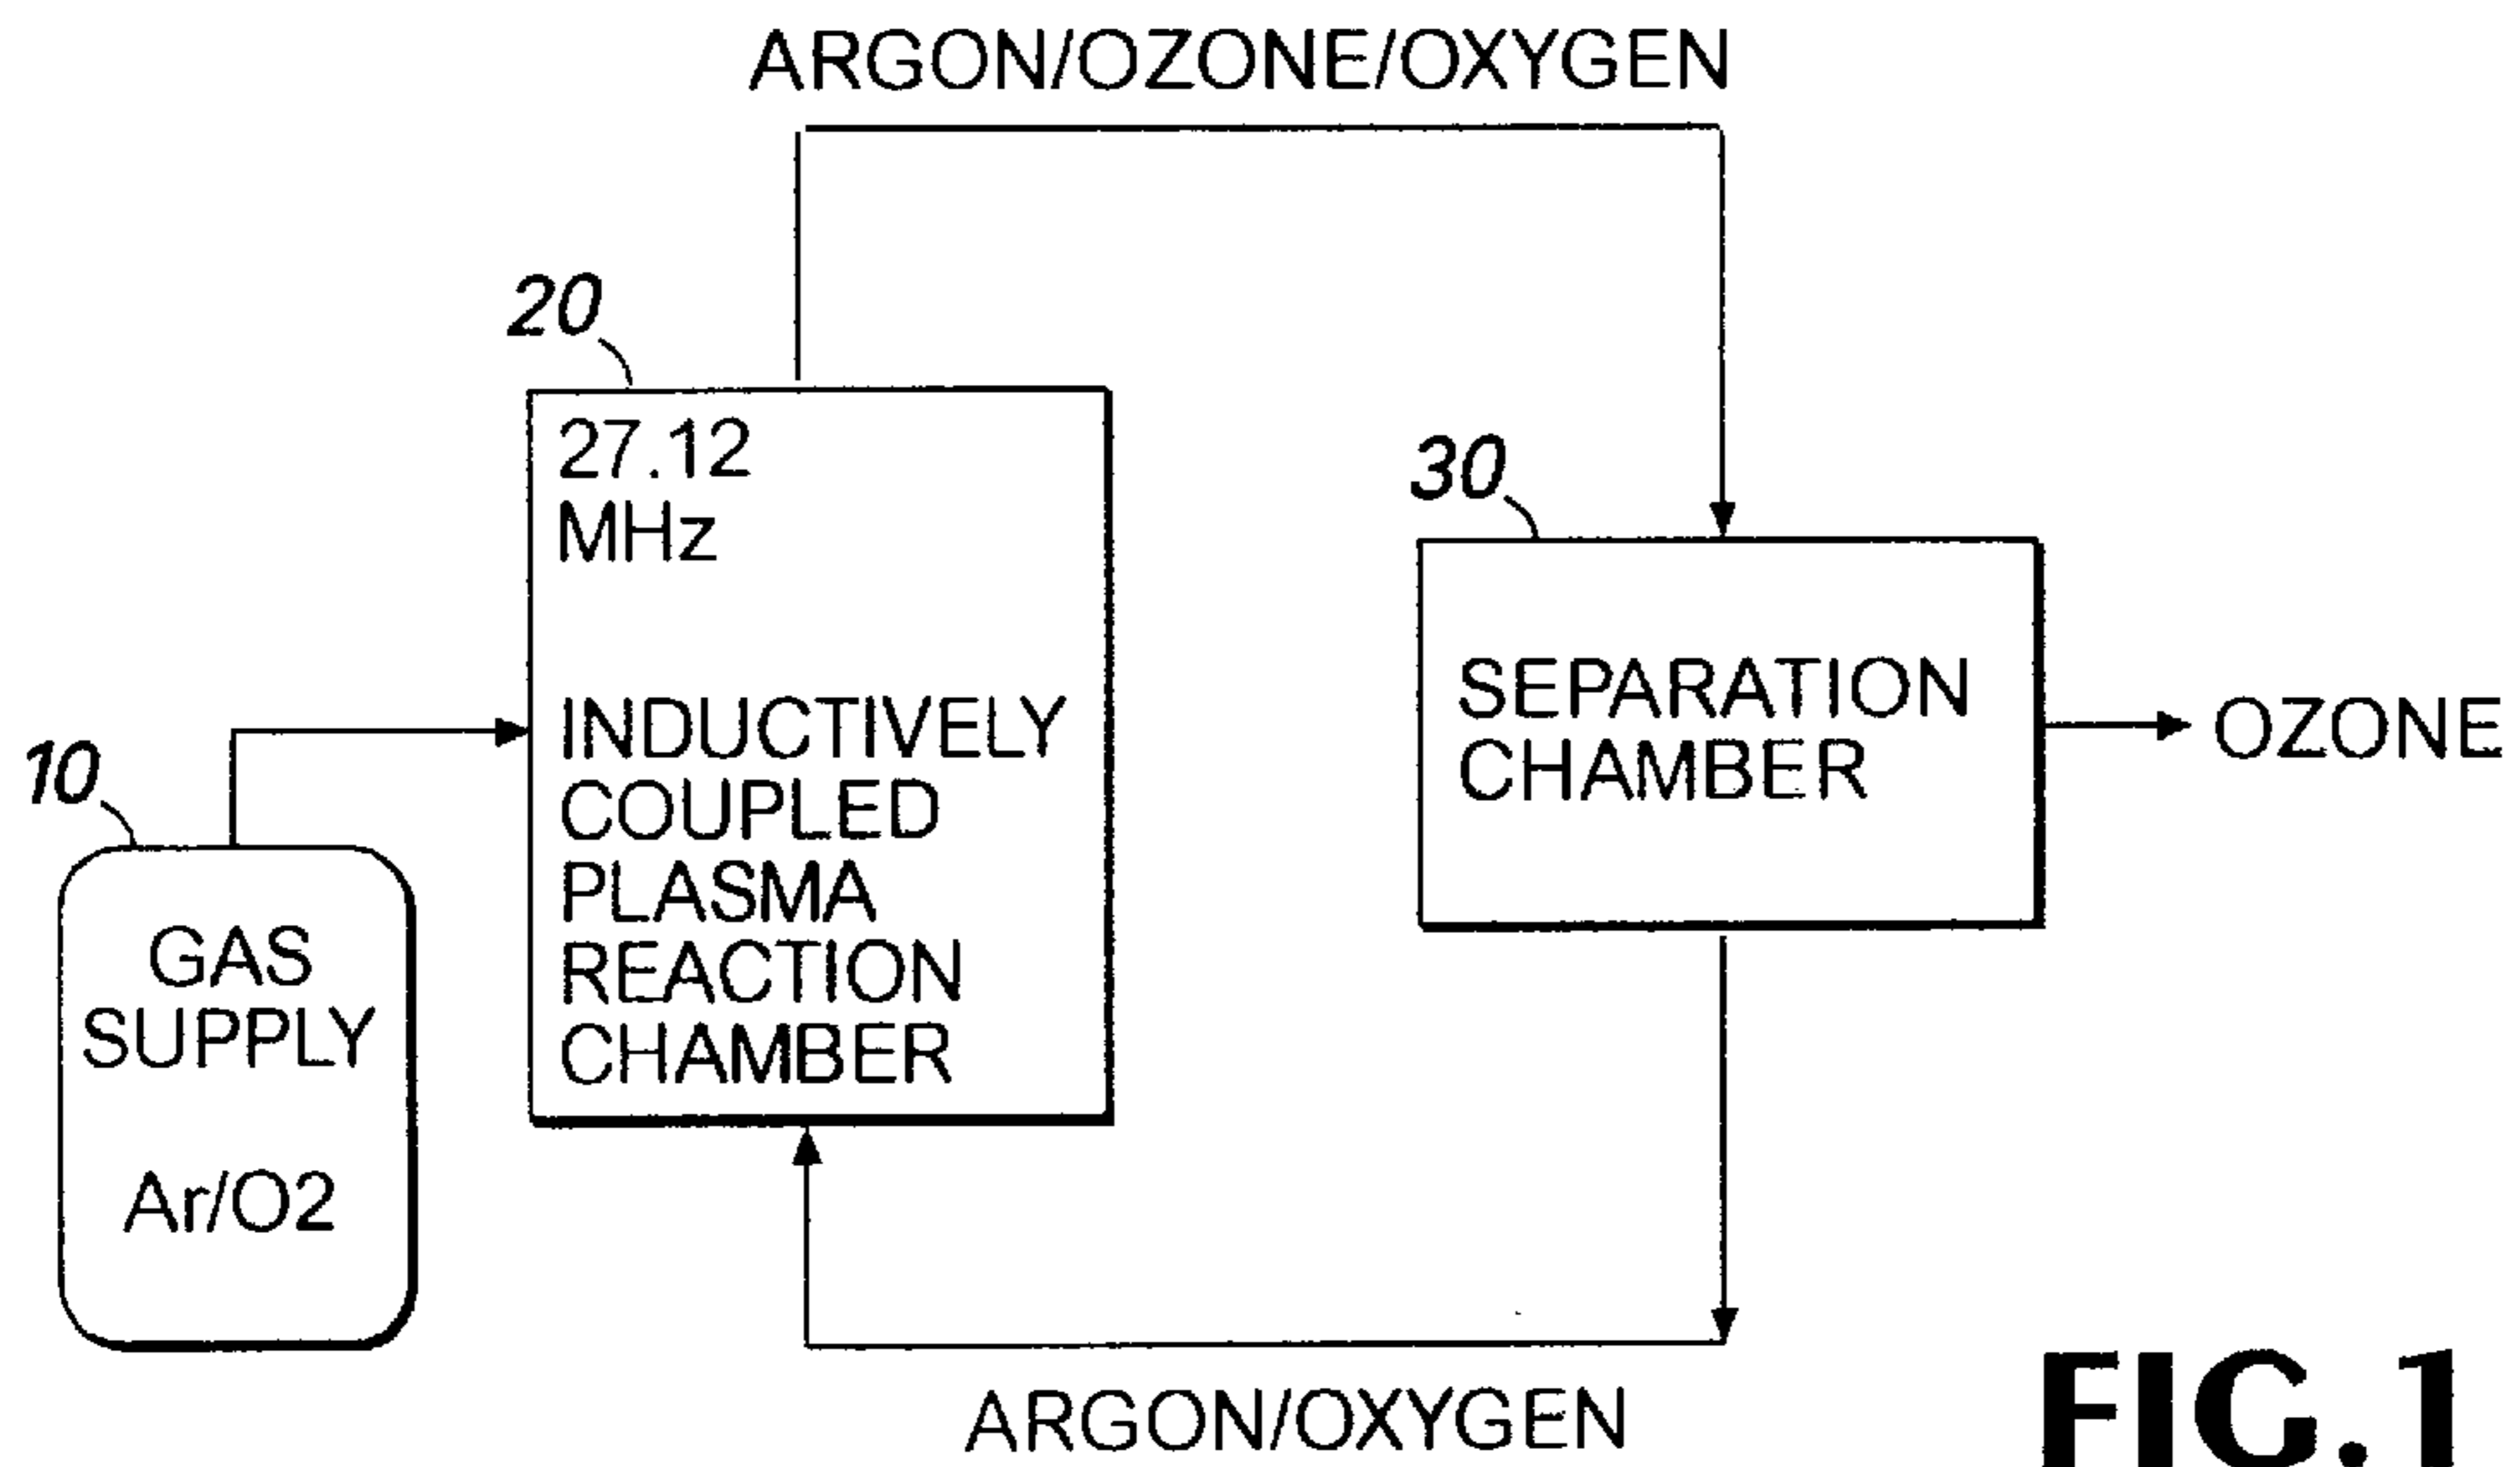 ARGON/OZONE/OXYGEN
20
27.12
MHz
INDUCTIVELY
COUPLED
PLASMA
REACTION
CHAMBER
30
SEPARATION
CHAMBER
OZONE
10
GAS
SUPPLY
Ar/O2
ARGON/OXYGEN
FIG.1